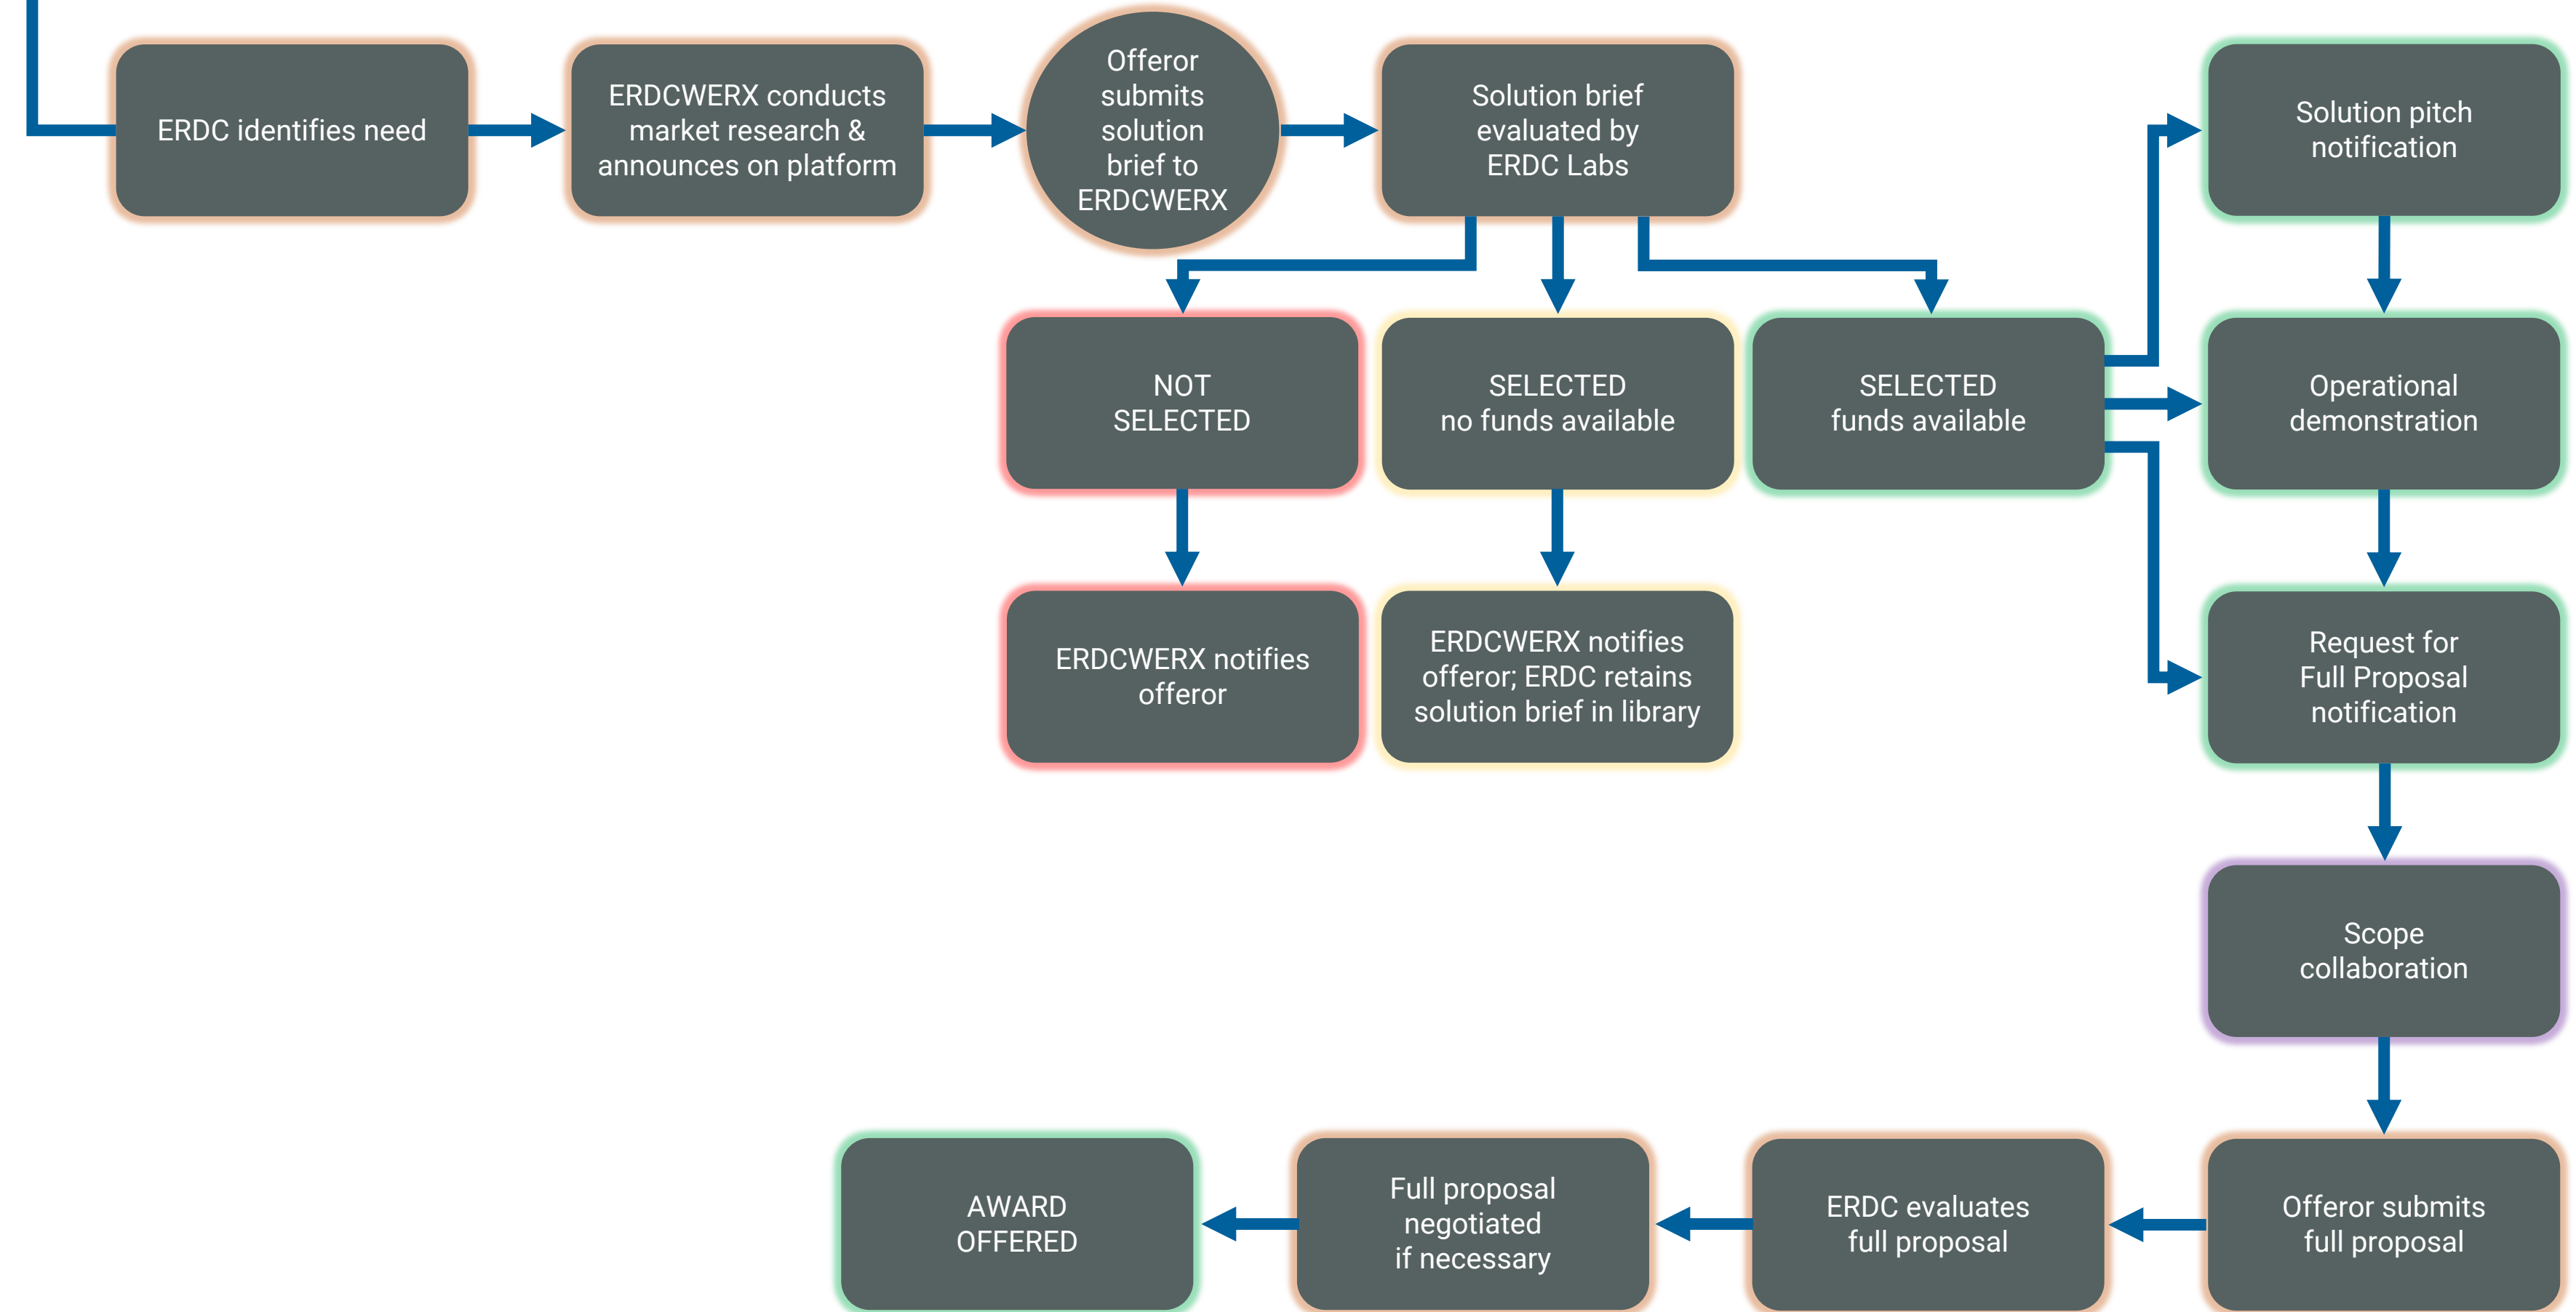 ERDC identifies need
ERDCWERX conducts
market research &
announces on platform
Offeror
submits
solution
brief to
ERDCWERX
Solution brief
evaluated by
ERDC Labs
Solution pitch
notification
NOT
SELECTED
SELECTED
no funds available
SELECTED
funds available
Operational
demonstration
ERDCWERX notifies
offeror
ERDCWERX notifies
offeror; ERDC retains
solution brief in library
Request for
Full Proposal
notification
Scope
collaboration
AWARD
OFFERED
Full proposal
negotiated
if necessary
ERDC evaluates
full proposal
Offeror submits
full proposal